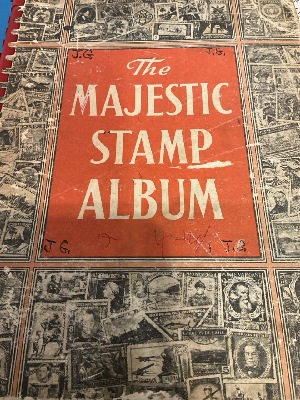 J.G. J.G.
The
MAJESTIC
STAMP
ALBUM
J G. J.G.